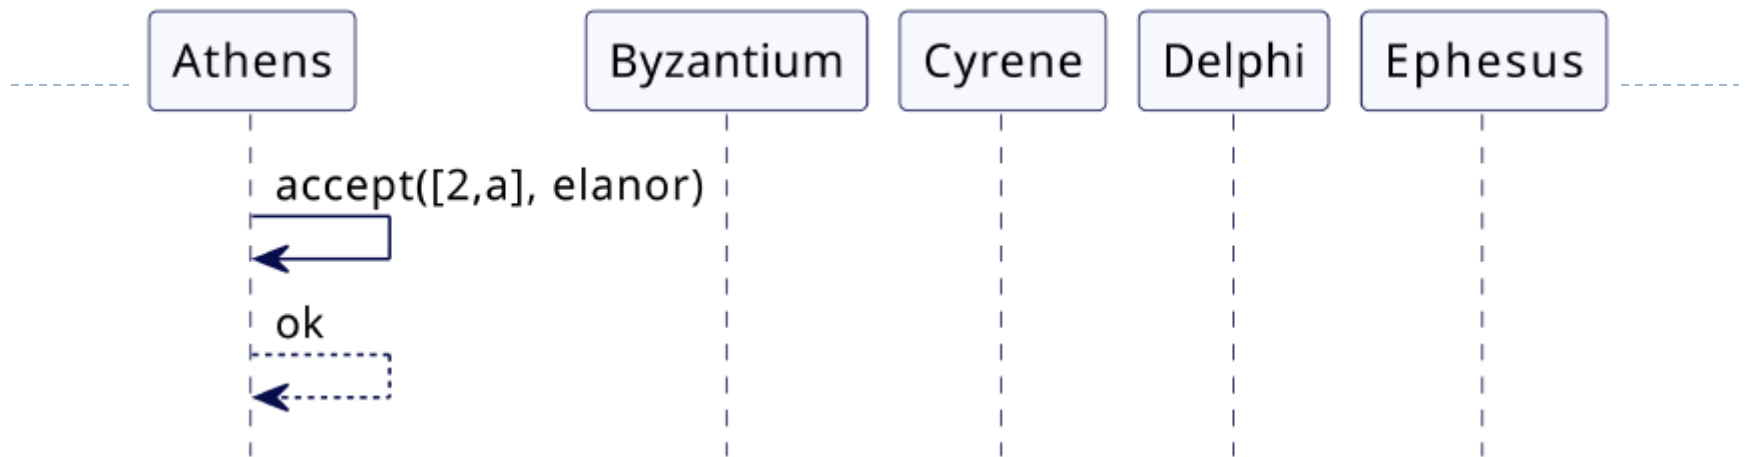 Athens Byzantium Cyrene Delphi Ephesus
accept([2,a], elanor)
ok